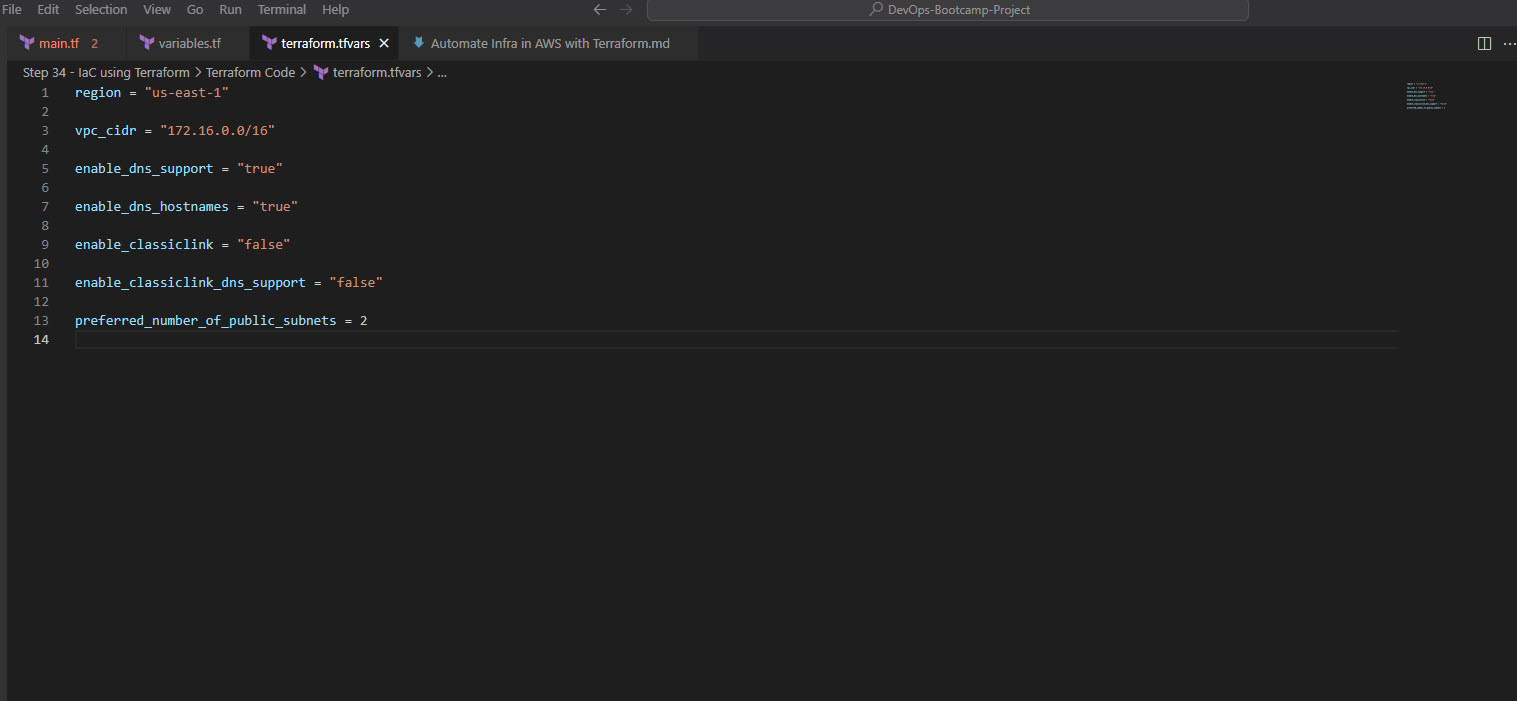 File Edit Selection View Go Run Terminal Help DevOps-Bootcamp-Project
main.tf 2 variables.tf terraform.tfvars Automate Infra in AWS with Terraform.md
Step 34 - IaC using Terraform > Terraform Code > terraform.tfvars > ...
1 region = "us-east-1"
2
3 vpc_cidr = "172.16.0.0/16"
4
5 enable_dns_support = "true"
6
7 enable_dns_hostnames = "true"
8
9 enable_classiclink = "false"
10
11 enable_classiclink_dns_support = "false"
12
13 preferred_number_of_public_subnets = 2
14